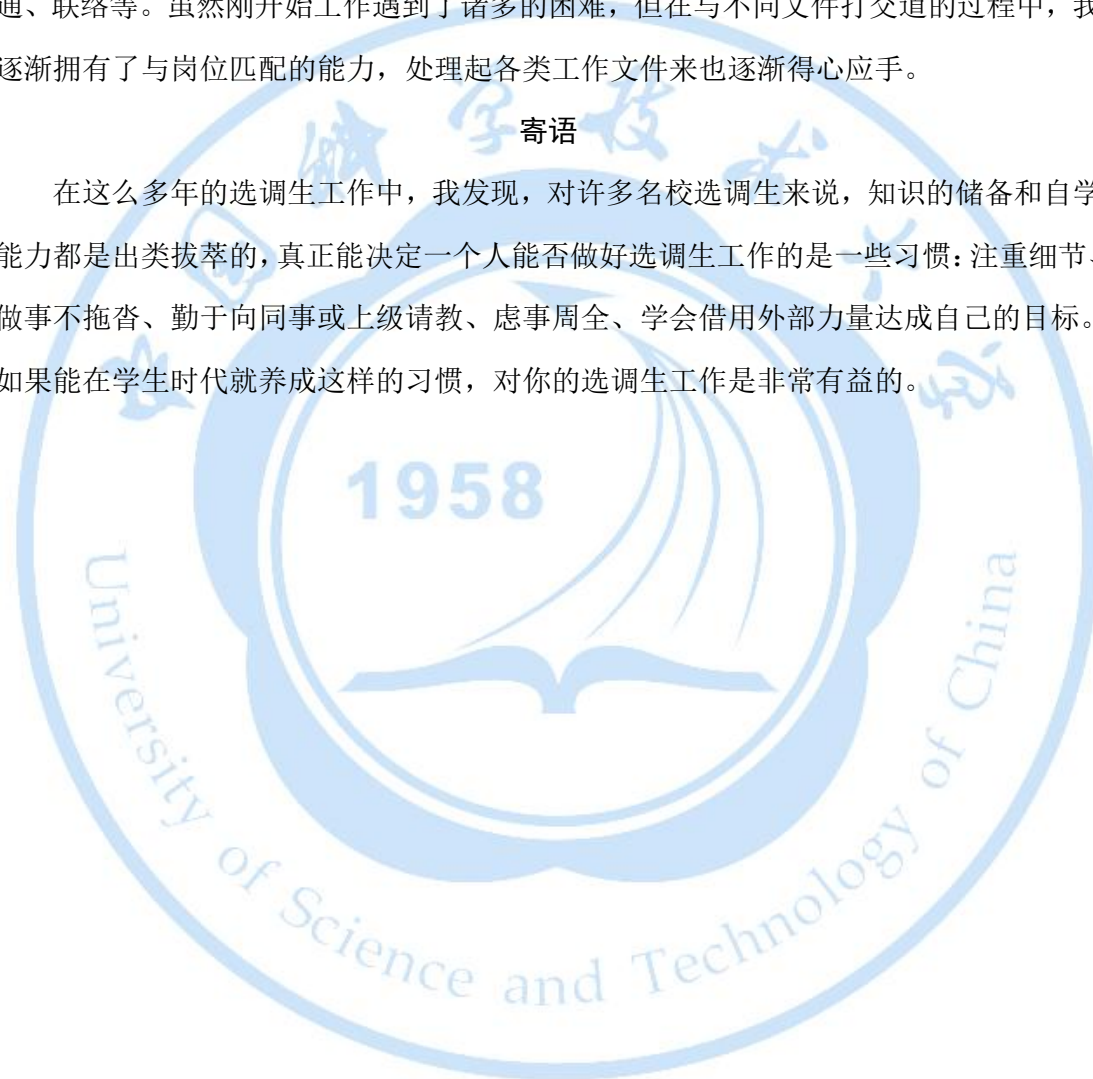 通、联络等。虽然刚开始工作遇到了诸多的困难，但在与不同文件打交道的过程中，我
逐渐拥有了与岗位匹配的能力，处理起各类工作文件来也逐渐得心应手。
寄语
在这么多年的选调生工作中，我发现，对许多名校选调生来说，知识的储备和自学
能力都是出类拔萃的，真正能决定一个人能否做好选调生工作的是一些习惯：注重细节、
做事不拖沓、勤于向同事或上级请教、虑事周全、学会借用外部力量达成自己的目标。
如果能在学生时代就养成这样的习惯，对你的选调生工作是非常有益的。
中国科学技术大学
1958
University of Science and Technology of China